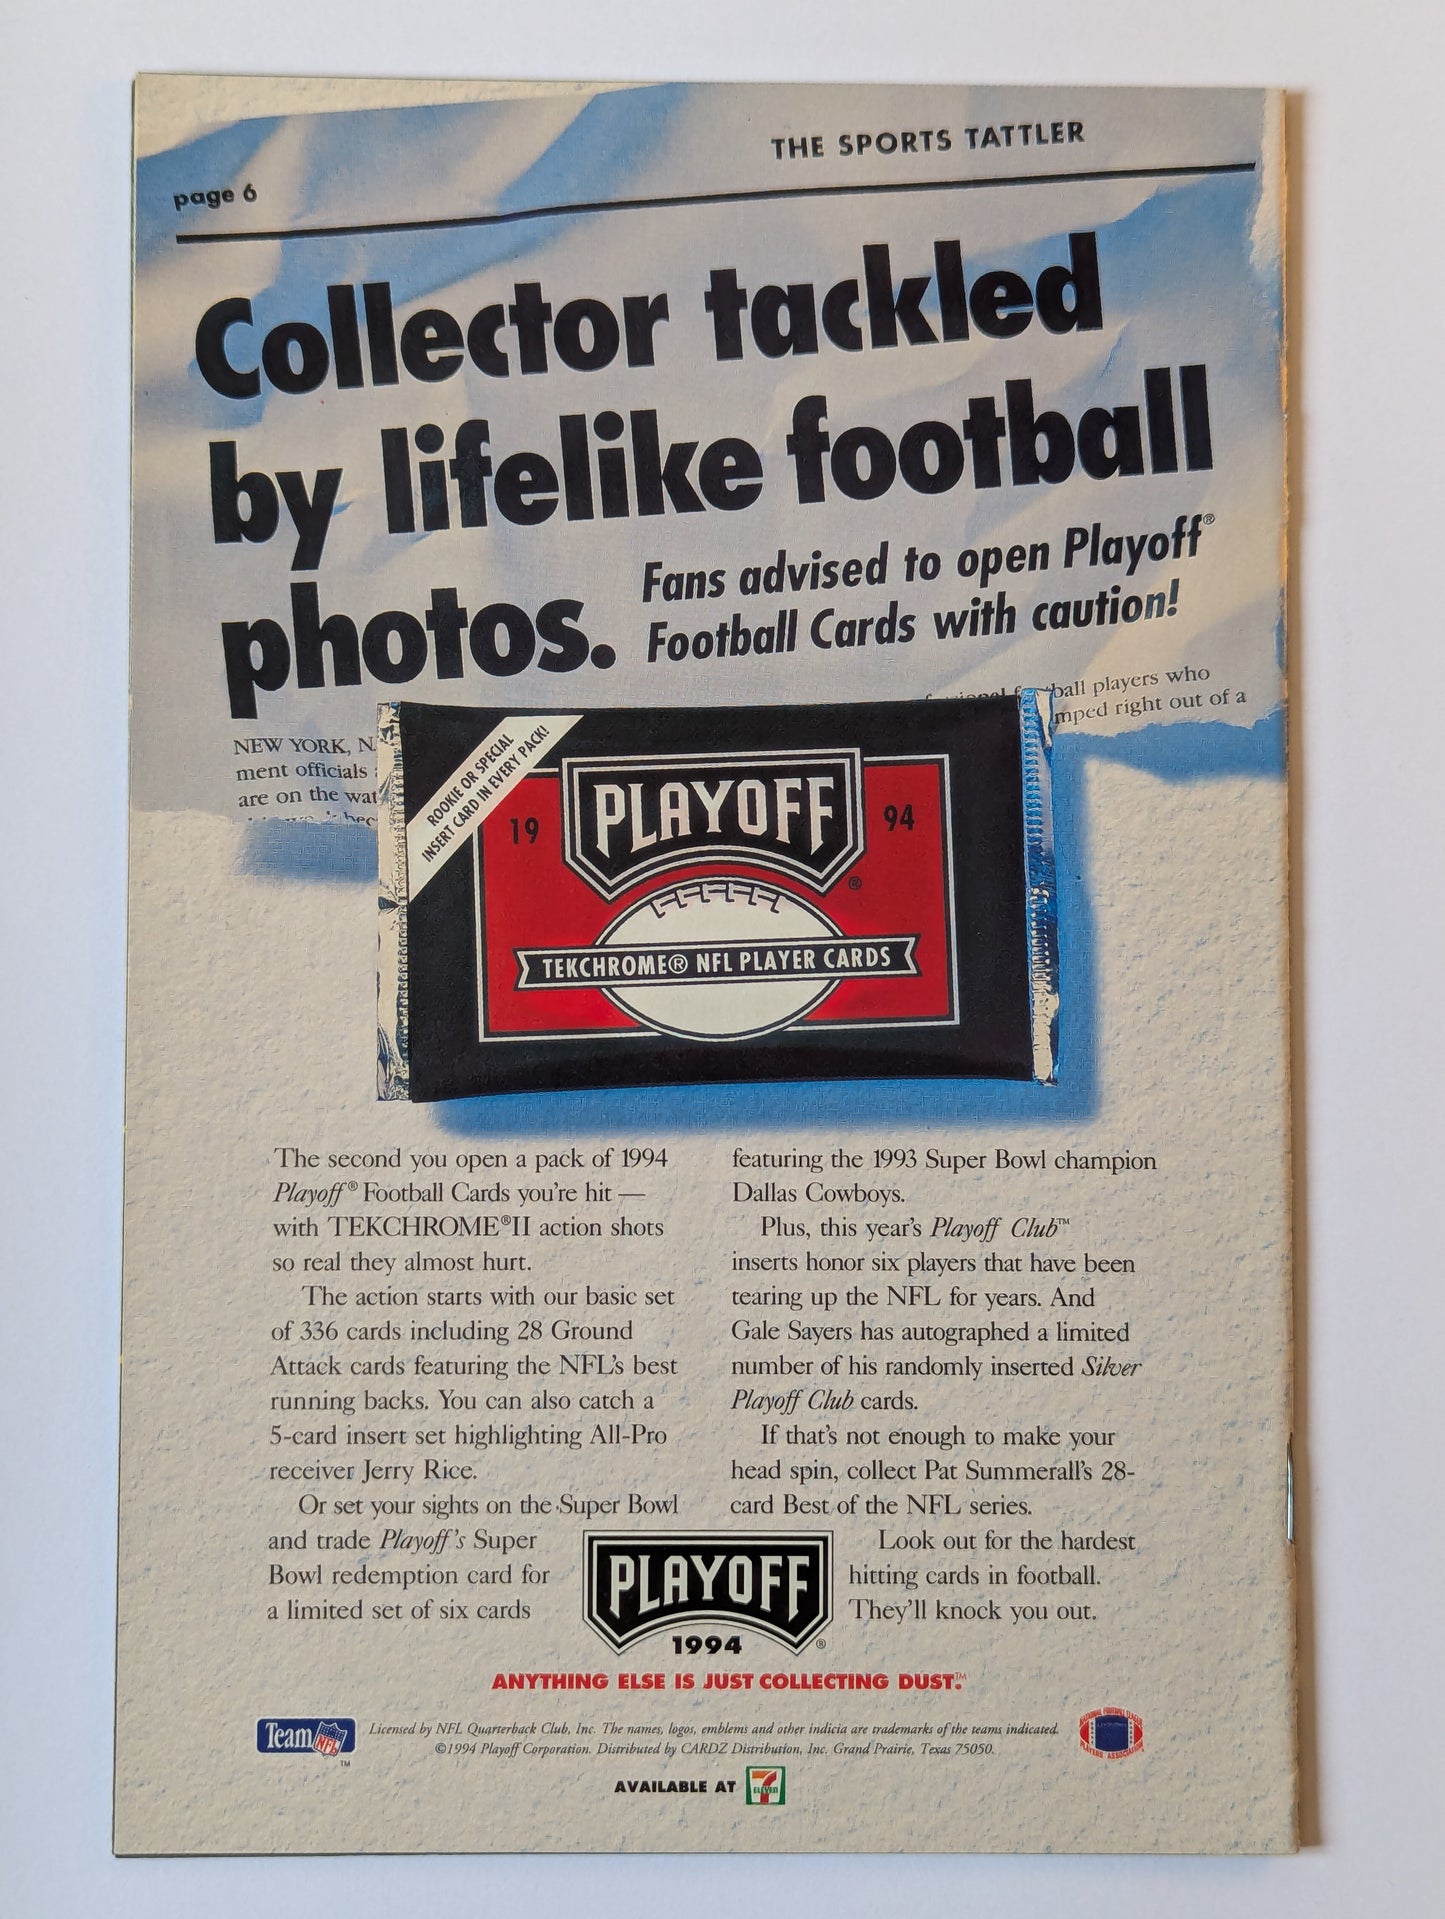 THE SPORTS TATTLER
page 6
Collector tackled
by lifelike football
photos.
Fans advised to open Playoff®
Football Cards with caution!
ball players who
mped right out of a
NEW YORK, N.
ment officials
are on the wat
ROOKIE OR SPECIAL
INSERT CARD IN EVERY PACK!
19
PLAYOFF
94
®
TEKCHROME® NFL PLAYER CARDS
The second you open a pack of 1994
Playoff® Football Cards you're hit —
with TEKCHROME®II action shots
so real they almost hurt.
The action starts with our basic set
of 336 cards including 28 Ground
Attack cards featuring the NFL's best
running backs. You can also catch a
5-card insert set highlighting All-Pro
receiver Jerry Rice.
Or set your sights on the Super Bowl
and trade Playoff's Super
Bowl redemption card for
a limited set of six cards
featuring the 1993 Super Bowl champion
Dallas Cowboys.
Plus, this year's Playoff Club™
inserts honor six players that have been
tearing up the NFL for years. And
Gale Sayers has autographed a limited
number of his randomly inserted Silver
Playoff Club cards.
If that's not enough to make your
head spin, collect Pat Summerall's 28-
card Best of the NFL series.
Look out for the hardest
hitting cards in football.
They'll knock you out.
PLAYOFF
1994
®
ANYTHING ELSE IS JUST COLLECTING DUST.™
Team NFL
™
Licensed by NFL Quarterback Club, Inc. The names, logos, emblems and other indicia are trademarks of the teams indicated.
©1994 Playoff Corporation. Distributed by CARDZ Distribution, Inc. Grand Prairie, Texas 75050.
NATIONAL FOOTBALL LEAGUE
PLAYERS ASSOCIATION
AVAILABLE AT
7 ELEVEN